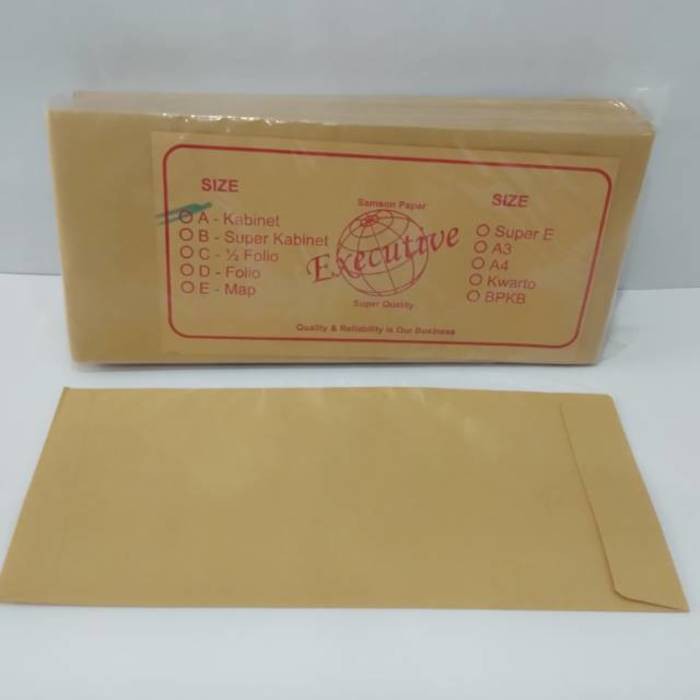 SIZE
A - Kabinet
B - Super Kabinet
C - ½ Folio
D - Folio
E - Map
Samson Paper
Executive
Super Quality
SIZE
Super E
A3
A4
Kwarto
BPKB
Quality & Reliability is Our Business